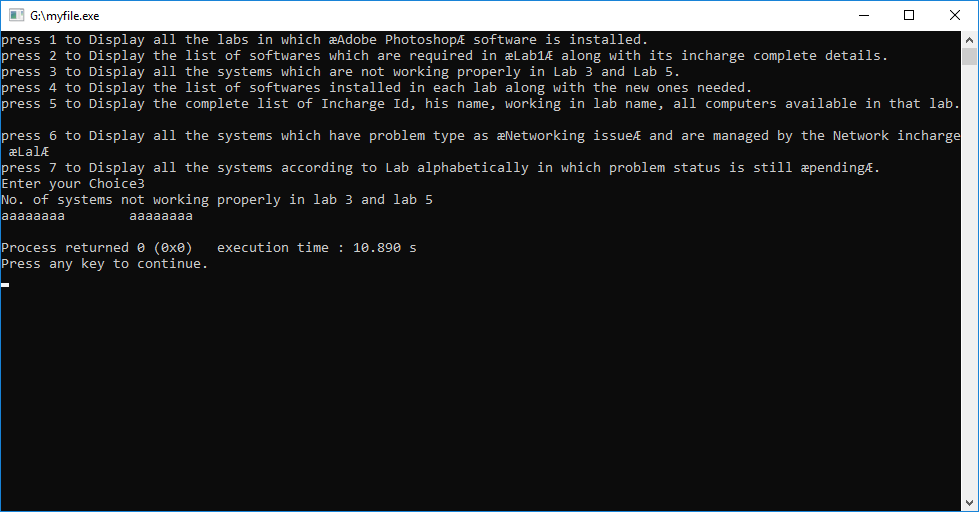 G:\myfile.exe
press 1 to Display all the labs in which æAdobe PhotoshopÆ software is installed.
press 2 to Display the list of softwares which are required in æLab1Æ along with its incharge complete details.
press 3 to Display all the systems which are not working properly in Lab 3 and Lab 5.
press 4 to Display the list of softwares installed in each lab along with the new ones needed.
press 5 to Display the complete list of Incharge Id, his name, working in lab name, all computers available in that lab.
press 6 to Display all the systems which have problem type as æNetworking issueÆ and are managed by the Network incharge
æLalÆ
press 7 to Display all the systems according to Lab alphabetically in which problem status is still æpendingÆ.
Enter your Choice3
No. of systems not working properly in lab 3 and lab 5
aaaaaaaa        aaaaaaaa
Process returned 0 (0x0)   execution time : 10.890 s
Press any key to continue.